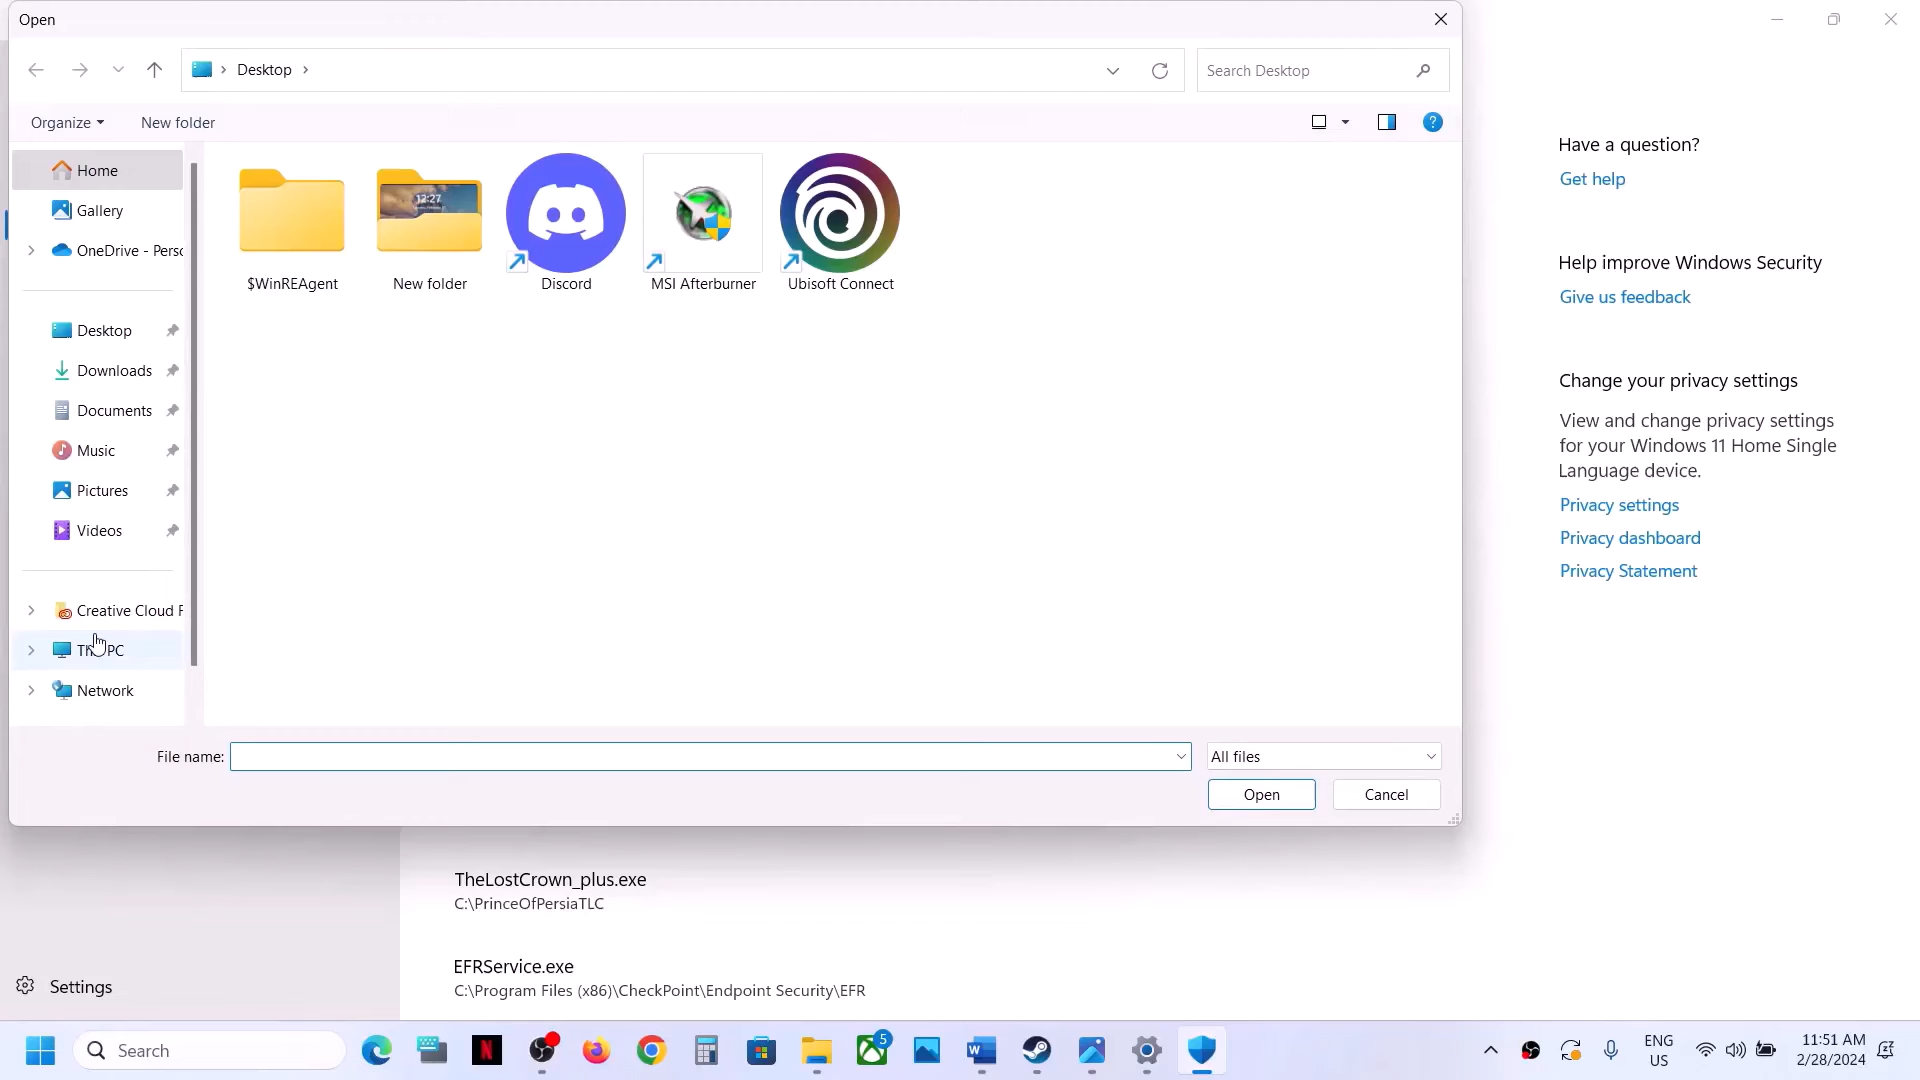 Open
Desktop
Search Desktop
Organize
New folder
Home
Gallery
OneDrive - Perso
Desktop
Downloads
Documents
Music
Pictures
Videos
Creative Cloud F
PC
Network
12:27
$WinREAgent
New folder
Discord
MSI Afterburner
Ubisoft Connect
File name:
All files
Open
Cancel
Have a question?
Get help
Help improve Windows Security
Give us feedback
Change your privacy settings
View and change privacy settings
for your Windows 11 Home Single
Language device.
Privacy settings
Privacy dashboard
Privacy Statement
TheLostCrown_plus.exe
C:\PrinceOfPersiaTLC
EFRService.exe
C:\Program Files (x86)\CheckPoint\Endpoint Security\EFR
Settings
Search
N
5
W
ENG
US
11:51 AM
2/28/2024